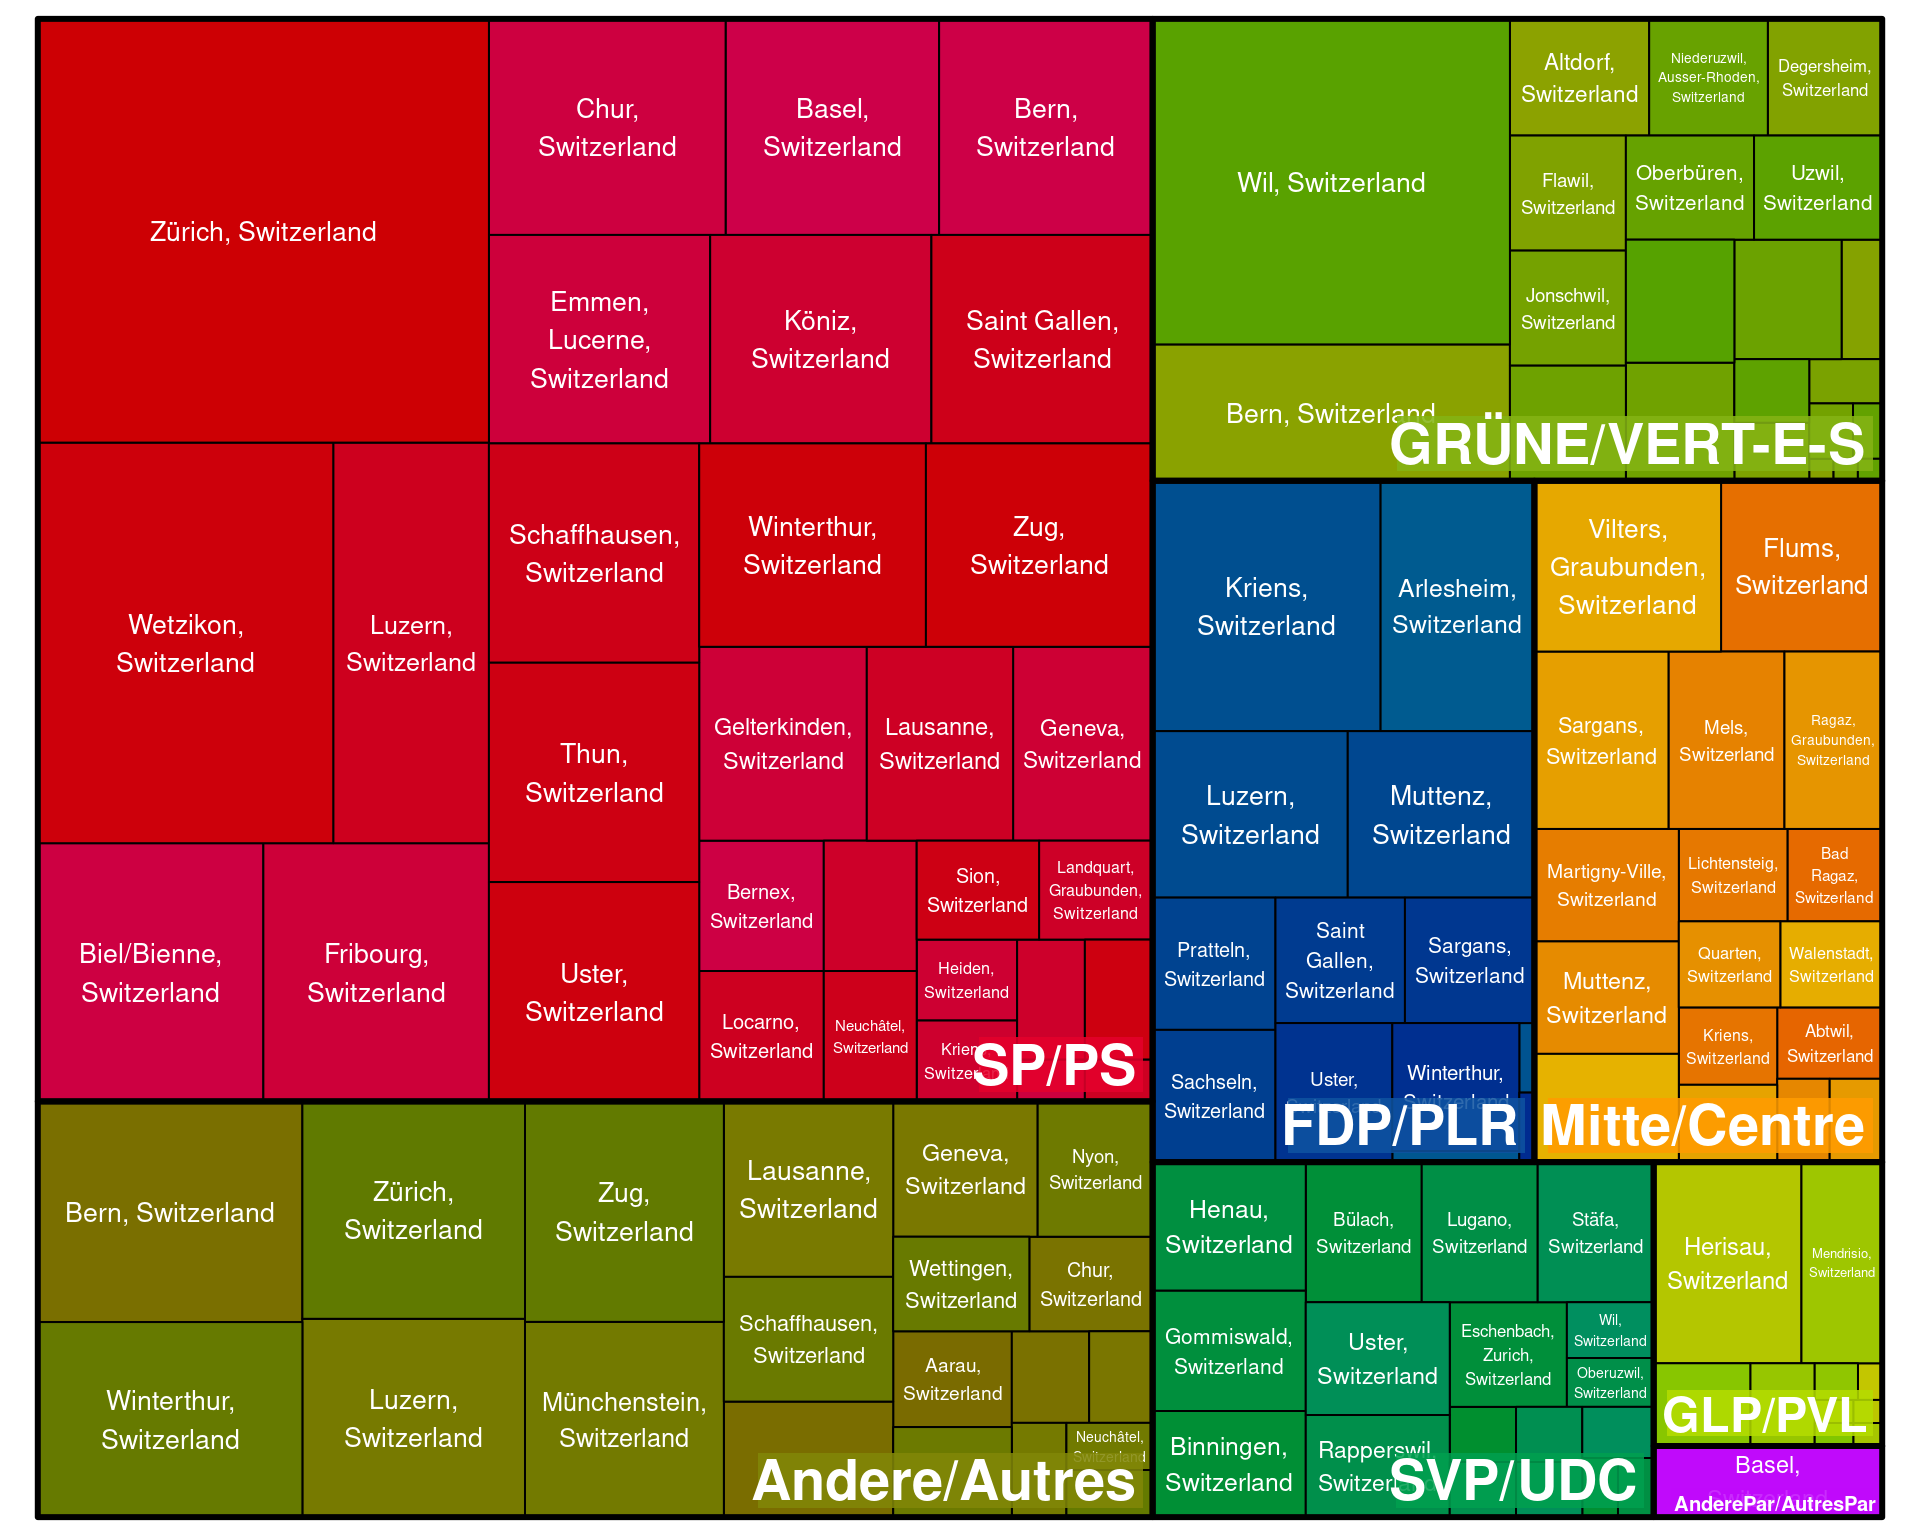 Zürich, Switzerland
Chur,
Switzerland
Basel,
Switzerland
Bern,
Switzerland
Emmen,
Lucerne,
Switzerland
Köniz,
Switzerland
Saint Gallen,
Switzerland
Wetzikon,
Switzerland
Luzern,
Switzerland
Schaffhausen,
Switzerland
Winterthur,
Switzerland
Zug,
Switzerland
Thun,
Switzerland
Gelterkinden,
Switzerland
Lausanne,
Switzerland
Geneva,
Switzerland
Biel/Bienne,
Switzerland
Fribourg,
Switzerland
Uster,
Switzerland
Bernex,
Switzerland
Sion,
Switzerland
Landquart,
Graubunden,
Switzerland
Locarno,
Switzerland
Neuchâtel,
Switzerland
Heiden,
Switzerland
Kriens,
Switzerland
SP/PS
Wil, Switzerland
Altdorf,
Switzerland
Niederuzwil,
Ausser-Rhoden,
Switzerland
Degersheim,
Switzerland
Flawil,
Switzerland
Oberbüren,
Switzerland
Uzwil,
Switzerland
Jonschwil,
Switzerland
Bern, Switzerland
GRÜNE/VERT-E-S
Kriens,
Switzerland
Arlesheim,
Switzerland
Luzern,
Switzerland
Muttenz,
Switzerland
Pratteln,
Switzerland
Saint
Gallen,
Switzerland
Sargans,
Switzerland
Sachseln,
Switzerland
Uster,
Switzerland
Winterthur,
Switzerland
FDP/PLR
Vilters,
Graubunden,
Switzerland
Flums,
Switzerland
Sargans,
Switzerland
Mels,
Switzerland
Ragaz,
Graubunden,
Switzerland
Martigny-Ville,
Switzerland
Lichtensteig,
Switzerland
Bad
Ragaz,
Switzerland
Muttenz,
Switzerland
Quarten,
Switzerland
Walenstadt,
Switzerland
Kriens,
Switzerland
Abtwil,
Switzerland
Mitte/Centre
Bern, Switzerland
Zürich,
Switzerland
Zug,
Switzerland
Lausanne,
Switzerland
Geneva,
Switzerland
Nyon,
Switzerland
Wettingen,
Switzerland
Chur,
Switzerland
Winterthur,
Switzerland
Luzern,
Switzerland
Münchenstein,
Switzerland
Schaffhausen,
Switzerland
Aarau,
Switzerland
Neuchâtel,
Switzerland
Andere/Autres
Henau,
Switzerland
Bülach,
Switzerland
Lugano,
Switzerland
Stäfa,
Switzerland
Gommiswald,
Switzerland
Uster,
Switzerland
Eschenbach,
Zurich,
Switzerland
Wil,
Switzerland
Oberuzwil,
Switzerland
Binningen,
Switzerland
Rapperswil,
Switzerland
SVP/UDC
Herisau,
Switzerland
Mendrisio,
Switzerland
GLP/PVL
Basel,
Switzerland
AnderePar/AutresPar